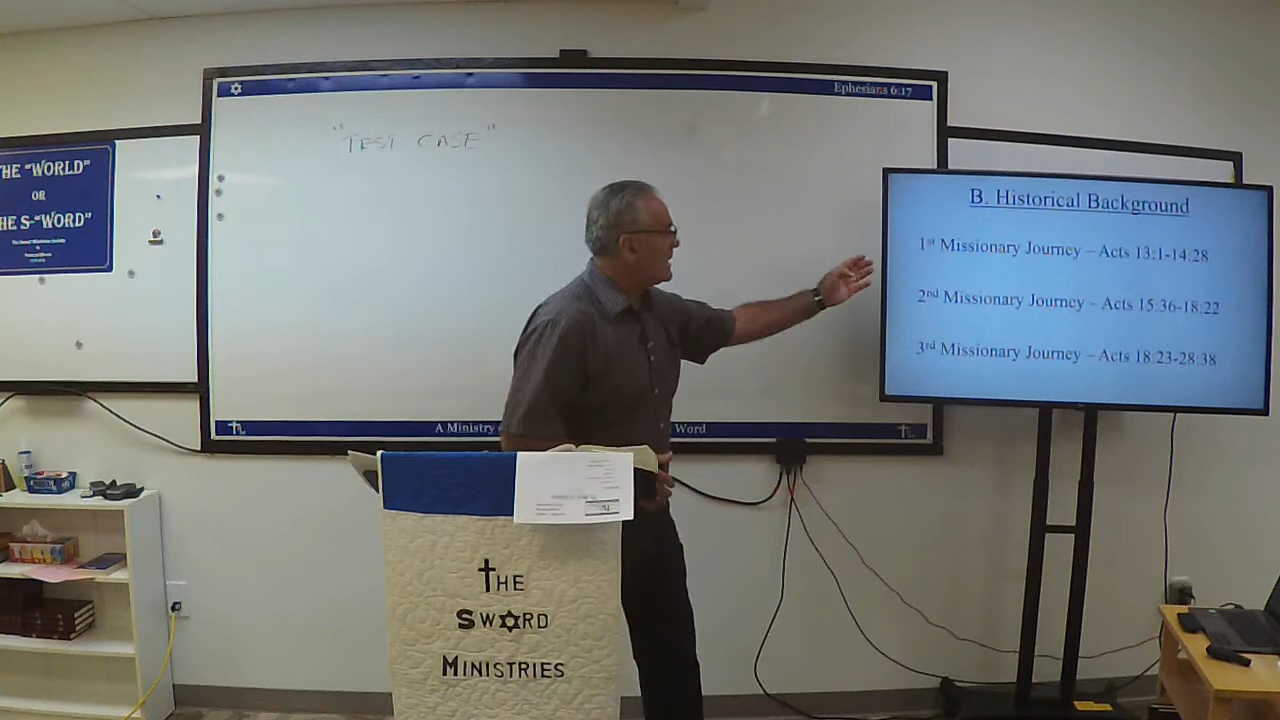 Ephesians 6:17
"TEST CASE"
THE "WORLD"
OR
THE S-"WORD"
B. Historical Background
1st Missionary Journey – Acts 13:1-14:28
2nd Missionary Journey – Acts 15:36-18:22
3rd Missionary Journey – Acts 18:23-28:38
A Ministry
Word
THE
SWORD
MINISTRIES